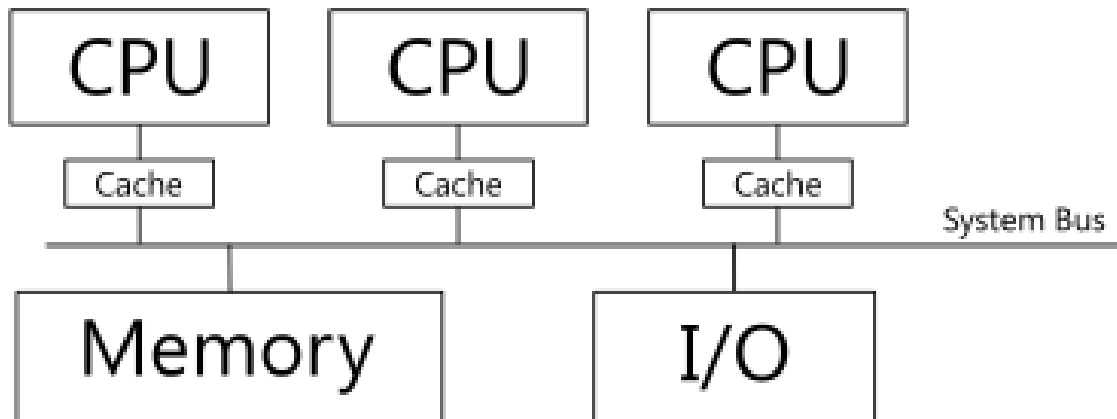 CPU CPU CPU
Cache Cache Cache
System Bus
Memory I/O